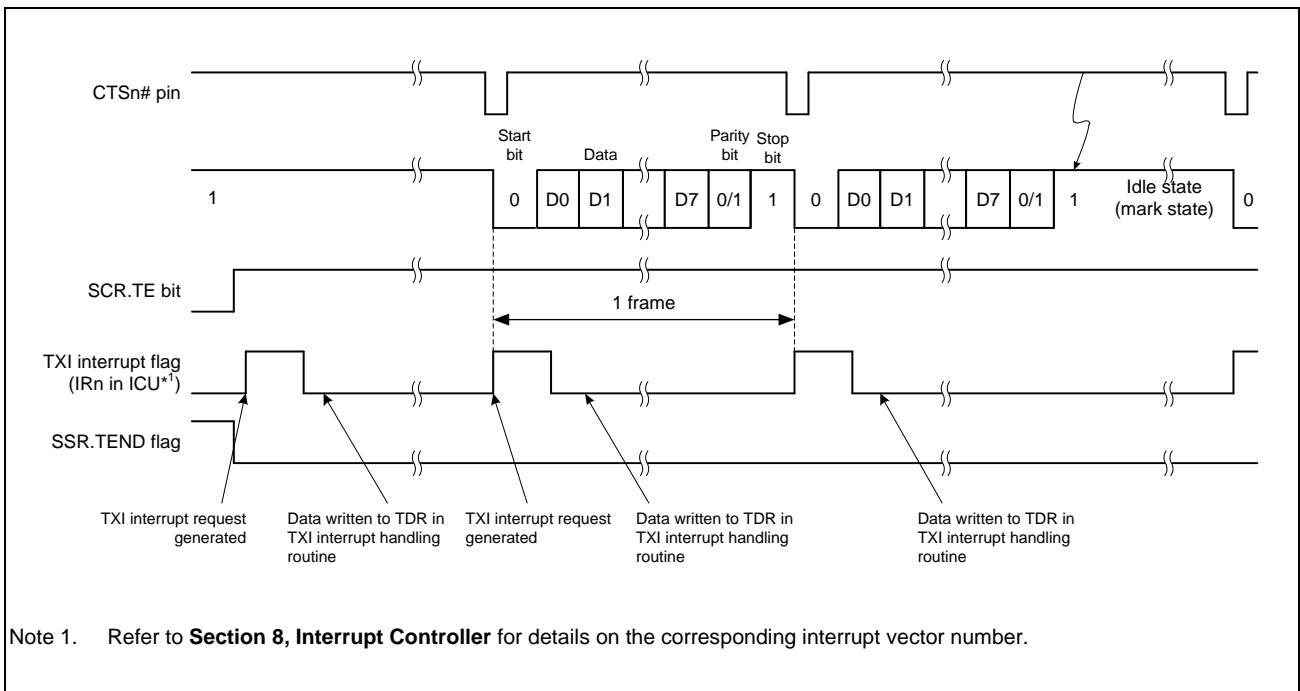 CTSn# pin
Start
bit
Data
Parity
bit
Stop
bit
1
0
D0
D1
D7
0/1
1
0
D0
D1
D7
0/1
1
Idle state
(mark state)
0
SCR.TE bit
1 frame
TXI interrupt flag
(IRn in ICU*1)
SSR.TEND flag
TXI interrupt request
generated
Data written to TDR in
TXI interrupt handling
routine
TXI interrupt request
generated
Data written to TDR in
TXI interrupt handling
routine
Data written to TDR in
TXI interrupt handling
routine
Note 1. Refer to Section 8, Interrupt Controller for details on the corresponding interrupt vector number.